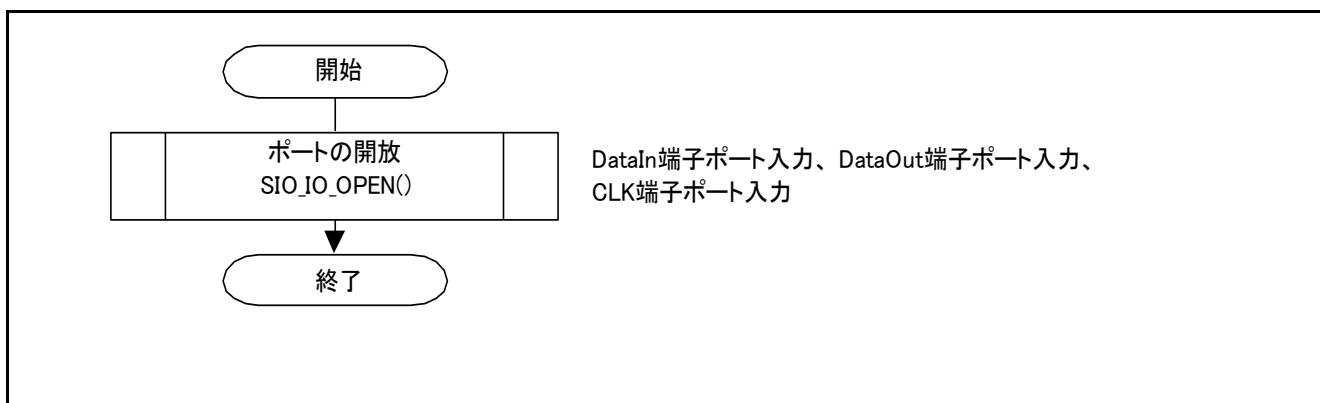 開始
ポートの開放
SIO_IO_OPEN()
DataIn端子ポート入力、DataOut端子ポート入力、
CLK端子ポート入力
終了